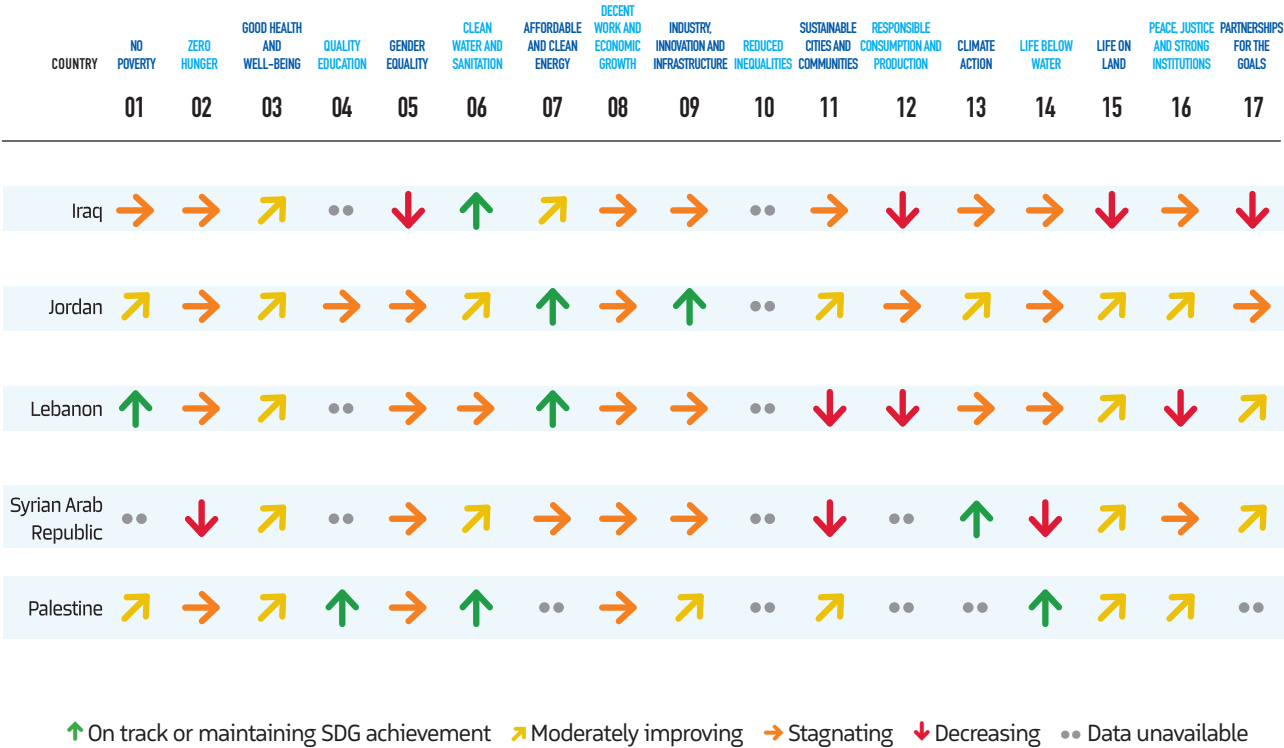 COUNTRY
NO
POVERTY
01
ZERO
HUNGER
02
GOOD HEALTH
AND
WELL-BEING
03
QUALITY
EDUCATION
04
GENDER
EQUALITY
05
CLEAN
WATER AND
SANITATION
06
AFFORDABLE
AND CLEAN
ENERGY
07
DECENT
WORK AND
ECONOMIC
GROWTH
08
INDUSTRY,
INNOVATION AND
INFRASTRUCTURE
09
REDUCED
INEQUALITIES
10
SUSTAINABLE
CITIES AND
COMMUNITIES
11
RESPONSIBLE
CONSUMPTION AND
PRODUCTION
12
CLIMATE
ACTION
13
LIFE BELOW
WATER
14
LIFE ON
LAND
15
PEACE, JUSTICE
AND STRONG
INSTITUTIONS
16
PARTNERSHIPS
FOR THE
GOALS
17
Iraq
Jordan
Lebanon
Syrian Arab
Republic
Palestine
On track or maintaining SDG achievement Moderately improving Stagnating Decreasing Data unavailable